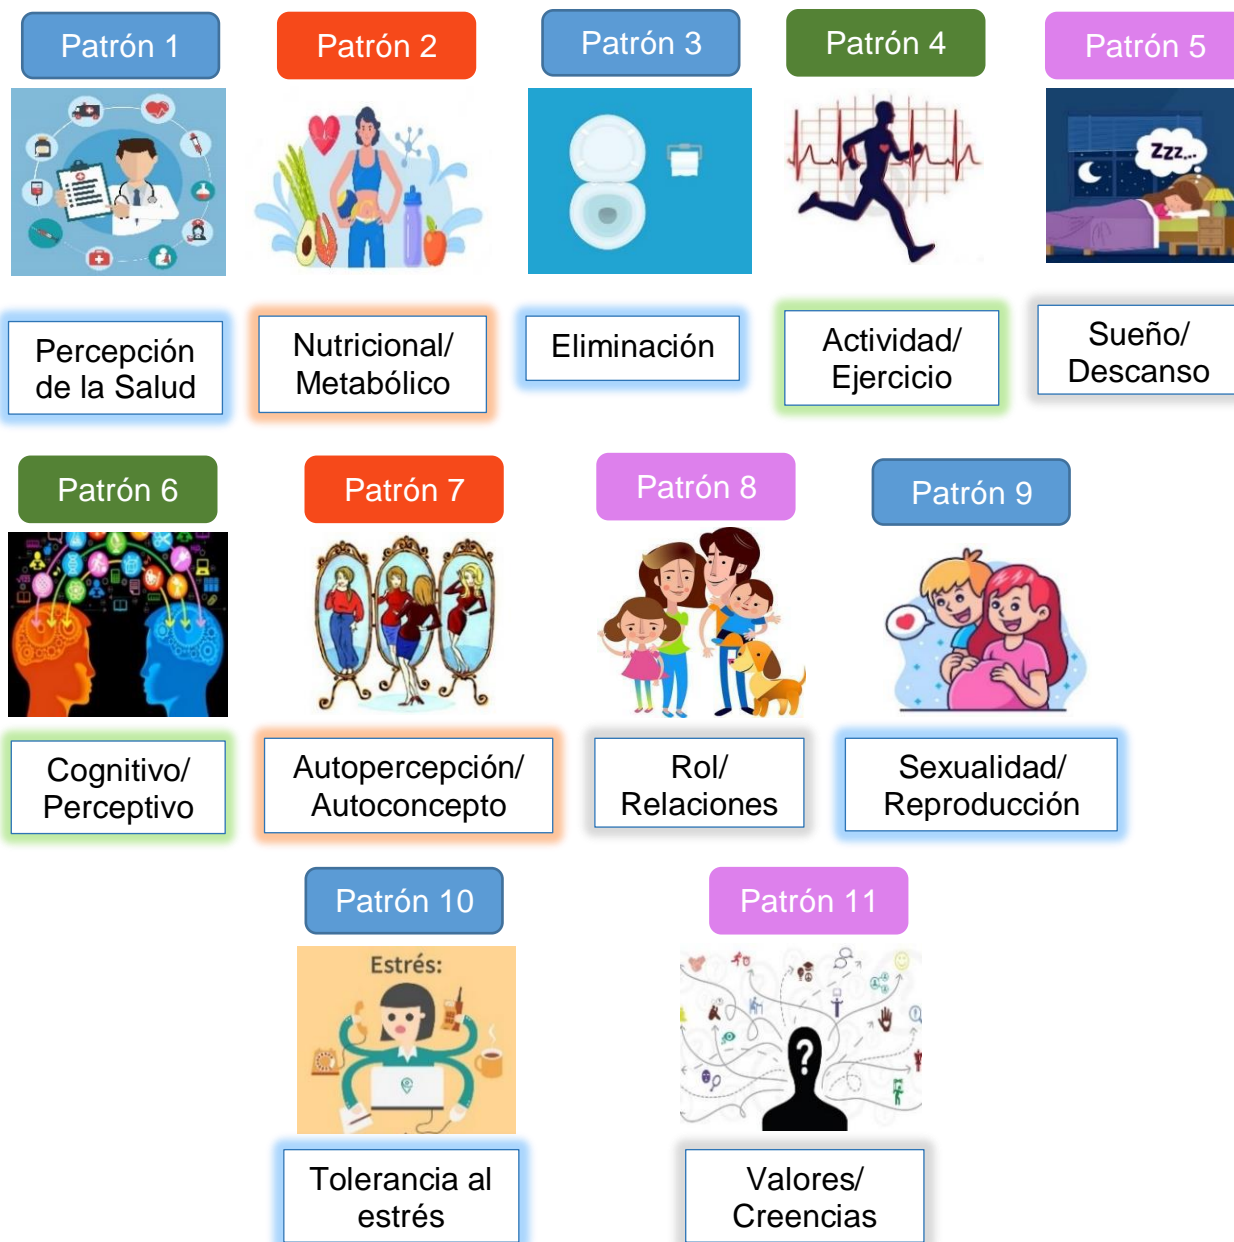 Patrón 1
Patrón 2
Patrón 3
Patrón 4
Patrón 5
Zzz...
Percepción
de la Salud
Nutricional/
Metabólico
Eliminación
Actividad/
Ejercicio
Sueño/
Descanso
Patrón 6
Patrón 7
Patrón 8
Patrón 9
Cognitivo/
Perceptivo
Autopercepción/
Autoconcepto
Rol/
Relaciones
Sexualidad/
Reproducción
Patrón 10
Patrón 11
Estrés:
?
Tolerancia al
estrés
Valores/
Creencias